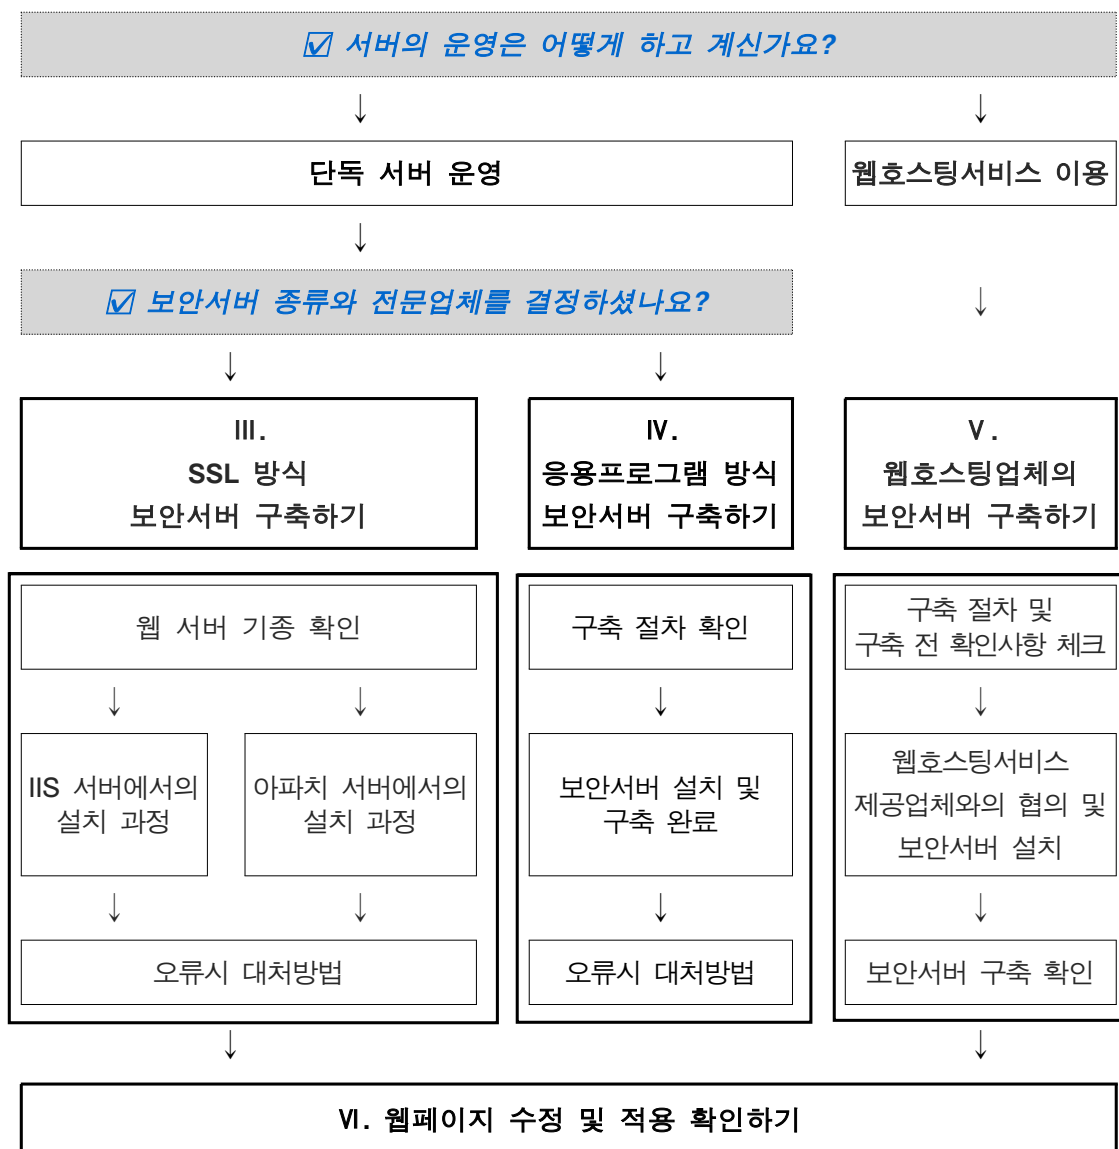 ☑ 서버의 운영은 어떻게 하고 계신가요?
↓ ↓
단독 서버 운영
웹호스팅서비스 이용
↓
☑ 보안서버 종류와 전문업체를 결정하셨나요?
↓
↓ ↓
Ⅲ.
SSL 방식
보안서버 구축하기
Ⅳ.
응용프로그램 방식
보안서버 구축하기
Ⅴ.
웹호스팅업체의
보안서버 구축하기
웹 서버 기종 확인
↓ ↓
IIS 서버에서의
설치 과정
아파치 서버에서의
설치 과정
↓ ↓
오류시 대처방법
구축 절차 확인
↓
보안서버 설치 및
구축 완료
↓
오류시 대처방법
구축 절차 및
구축 전 확인사항 체크
↓
웹호스팅서비스
제공업체와의 협의 및
보안서버 설치
↓
보안서버 구축 확인
↓ ↓
Ⅵ. 웹페이지 수정 및 적용 확인하기